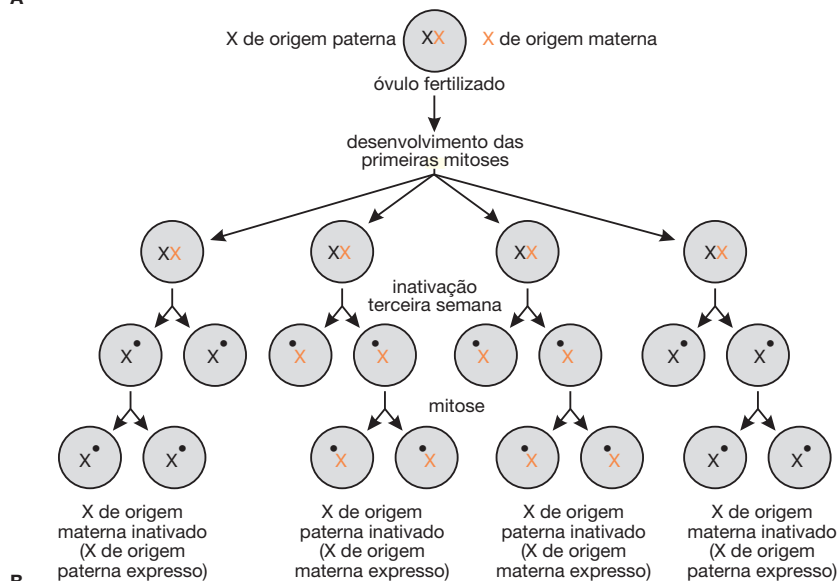 A
X de origem paterna XX X de origem materna
óvulo fertilizado
desenvolvimento das
primeiras mitoses
XX XX XX XX
inativação
terceira semana
X X X X X X X X
mitose
X X X X X X X X
X de origem
materna inativado
(X de origem
paterna expresso)
X de origem
paterna inativado
(X de origem
materna expresso)
X de origem
paterna inativado
(X de origem
materna expresso)
X de origem
materna inativado
(X de origem
paterna expresso)
B